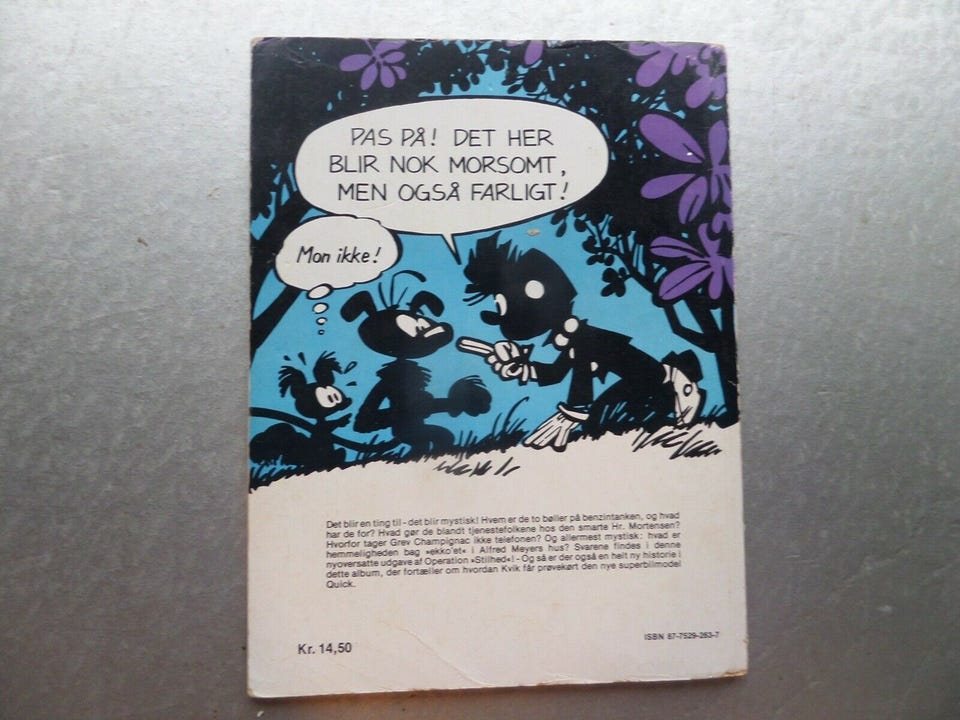 PAS PÅ! DET HER
BLIR NOK MORSOMT,
MEN OGSÅ FARLIGT!
Mon ikke!
Det blir en ting til - det blir mystisk! Hvem er de to bøller på benzintanken, og hvad
har de for? Hvad gør de blandt tjenestefolkene hos den smarte Hr. Mortensen?
Hvorfor tager Grev Champignac ikke telefonen? Og allermest mystisk: hvad er
hemmeligheden bag »ekko'et« i Alfred Meyers hus? Svarene findes i denne
nyoversatte udgave af Operation »Stilhed«! - Og så er der også en helt ny historie i
dette album, der fortæller om hvordan Kvik får prøvekørt den nye superbilmodel
Quick.
Kr. 14,50
ISBN 87-7529-263-7